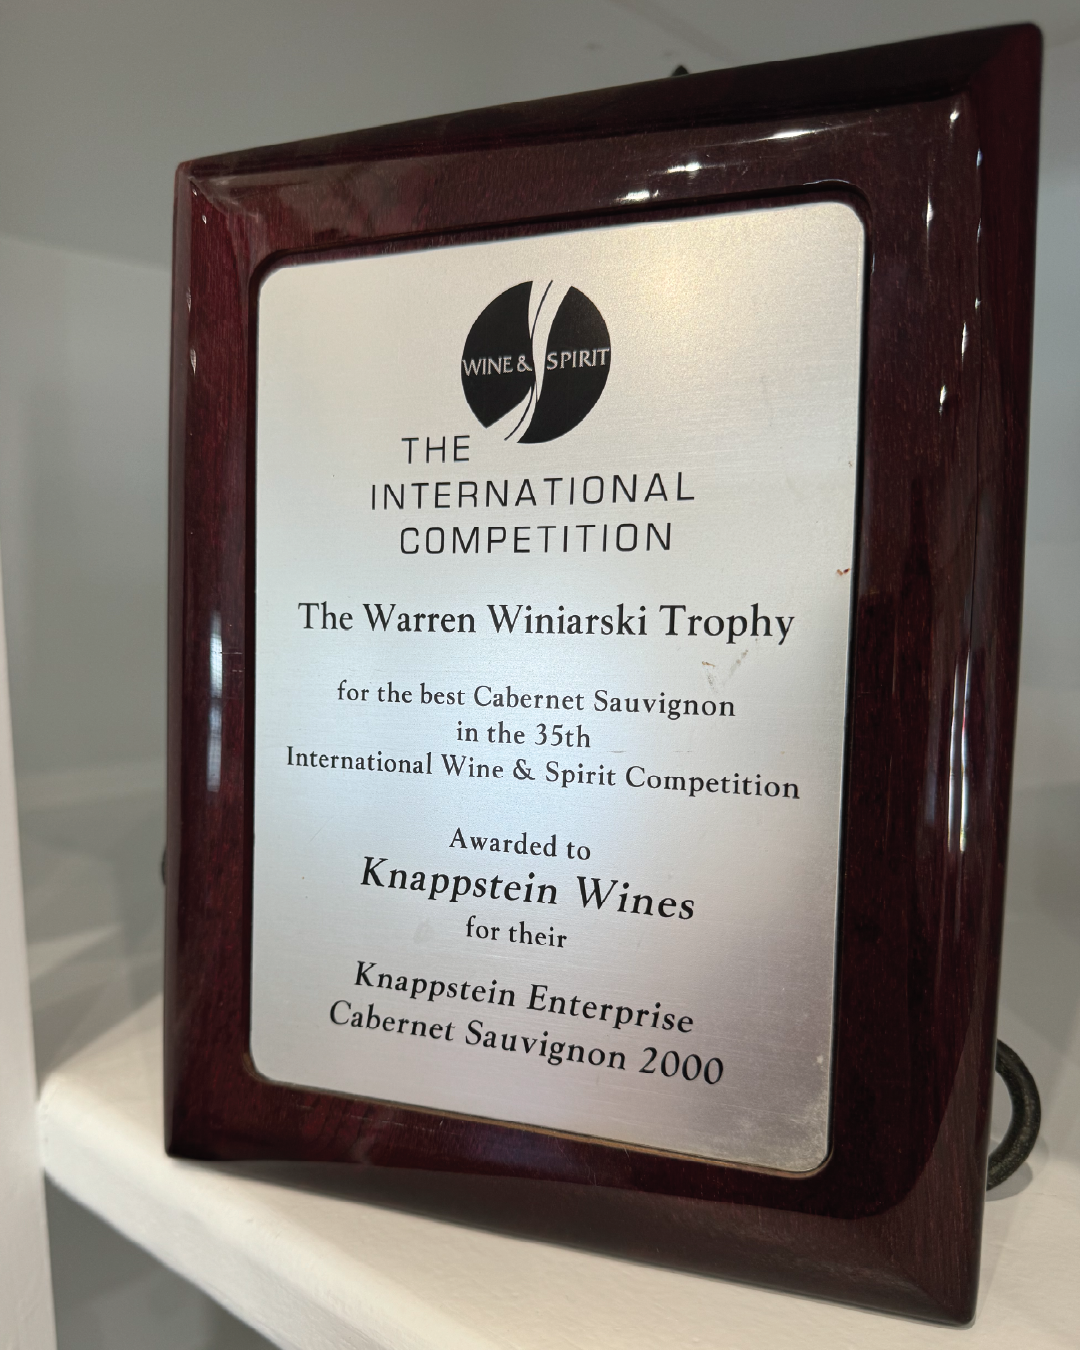 WINE & SPIRIT
THE
INTERNATIONAL
COMPETITION
The Warren Winiarski Trophy
for the best Cabernet Sauvignon
in the 35th
International Wine & Spirit Competition
Awarded to
Knappstein Wines
for their
Knappstein Enterprise
Cabernet Sauvignon 2000